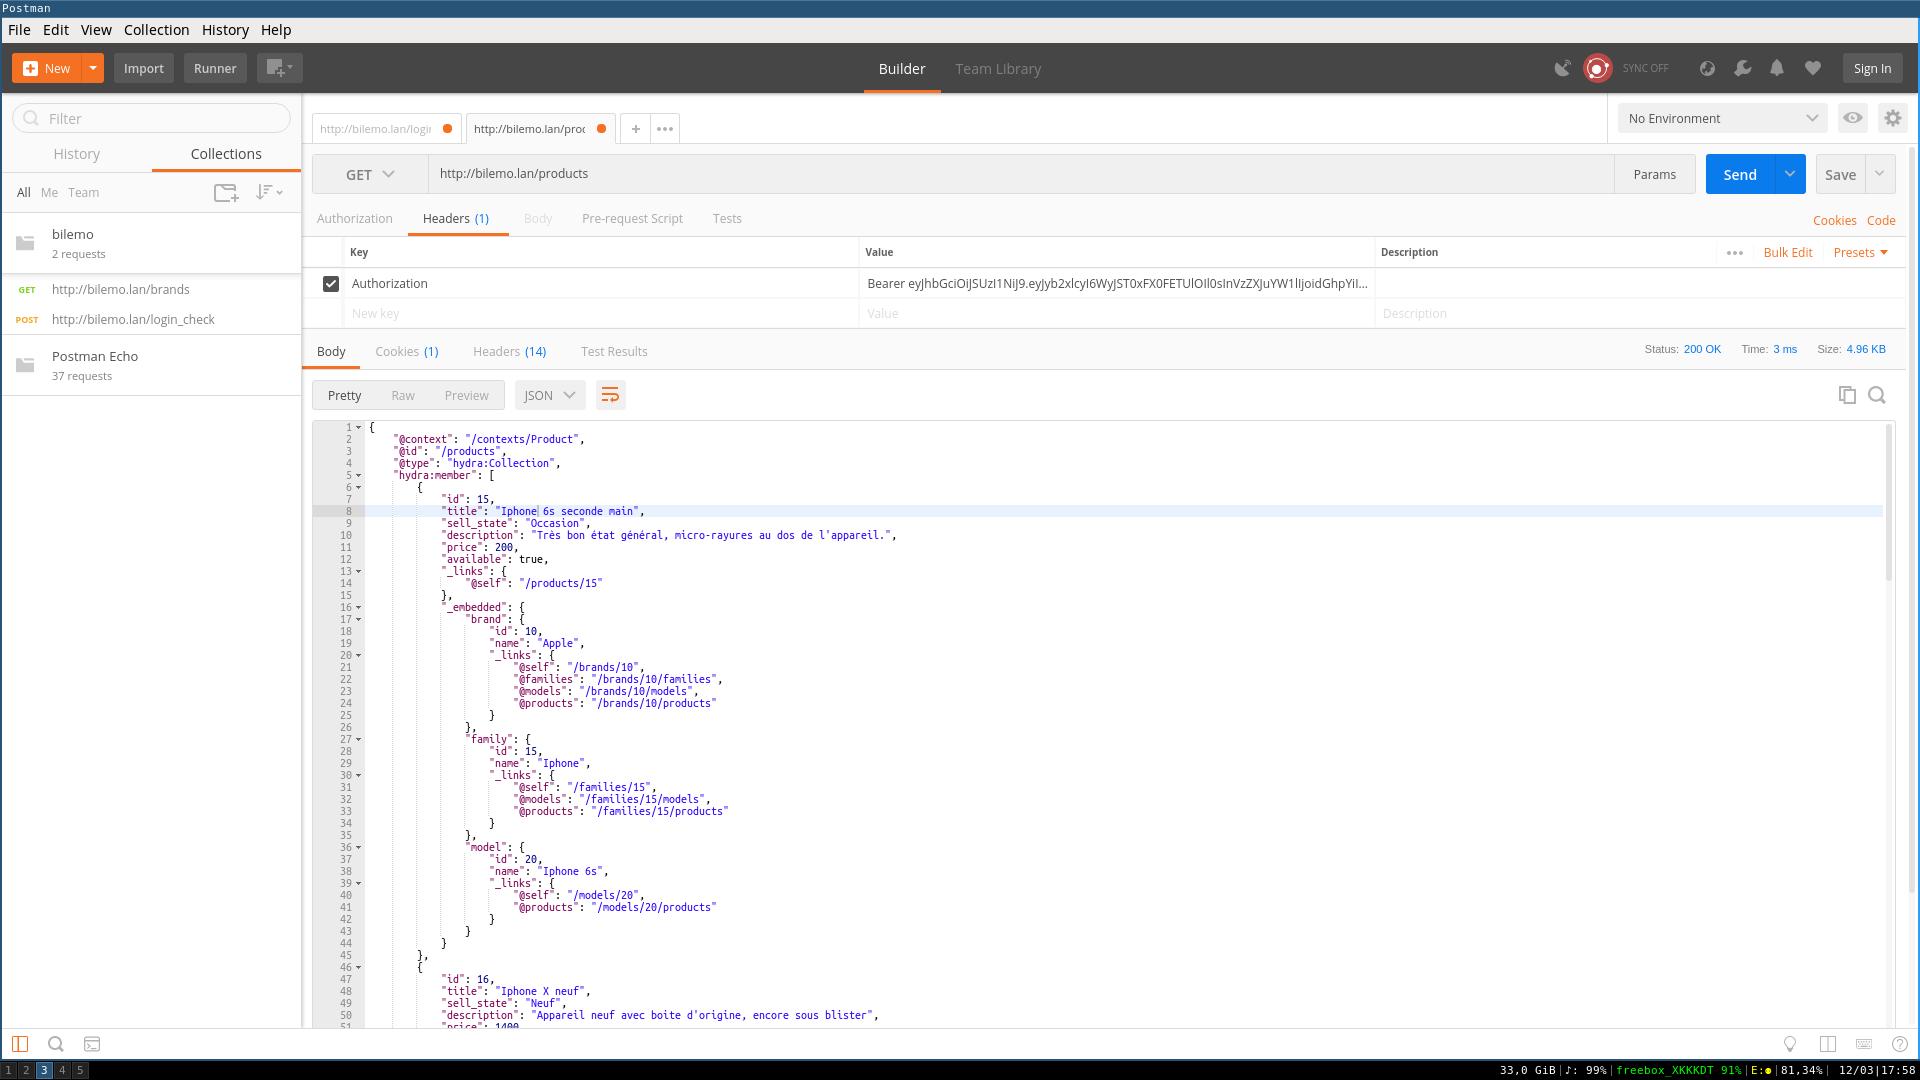 Postman
File Edit View Collection History Help
New Import Runner Builder Team Library SYNC OFF Sign In
Filter
History Collections
All Me Team
bilemo
2 requests
GET http://bilemo.lan/brands
POST http://bilemo.lan/login_check
Postman Echo
37 requests
http://bilemo.lan/login http://bilemo.lan/proc + ••• No Environment
GET http://bilemo.lan/products Params Send Save
Authorization Headers (1) Body Pre-request Script Tests Cookies Code
Key Value Description ••• Bulk Edit Presets
Authorization
New key Value Description
Body Cookies (1) Headers (14) Test Results Status: 200 OK Time: 3 ms Size: 4.96 KB
Pretty Raw Preview JSON
1 {
2 "@context": "/contexts/Product",
3 "@id": "/products",
4 "@type": "hydra:Collection",
5 "hydra:member": [
6 {
7 "id": 15,
8 "title": "Iphone 6s seconde main",
9 "sell_state": "Occasion",
10 "description": "Très bon état général, micro-rayures au dos de l'appareil.",
11 "price": 200,
12 "available": true,
13 "_links": {
14 "@self": "/products/15"
15 },
16 "_embedded": {
17 "brand": {
18 "id": 10,
19 "name": "Apple",
20 "_links": {
21 "@self": "/brands/10",
22 "@families": "/brands/10/families",
23 "@models": "/brands/10/models",
24 "@products": "/brands/10/products"
25 }
26 },
27 "family": {
28 "id": 15,
29 "name": "Iphone",
30 "_links": {
31 "@self": "/families/15",
32 "@models": "/families/15/models",
33 "@products": "/families/15/products"
34 }
35 },
36 "model": {
37 "id": 20,
38 "name": "Iphone 6s",
39 "_links": {
40 "@self": "/models/20",
41 "@products": "/models/20/products"
42 }
43 }
44 }
45 },
46 {
47 "id": 16,
48 "title": "Iphone X neuf",
49 "sell_state": "Neuf",
50 "description": "Appareil neuf avec boite d'origine, encore sous blister",
51 "price": 1400
1 2 3 4 5 33,0 GiB|♪: 99%|freebox_XKKKDT 91%|E:●|81,34%| 12/03|17:58